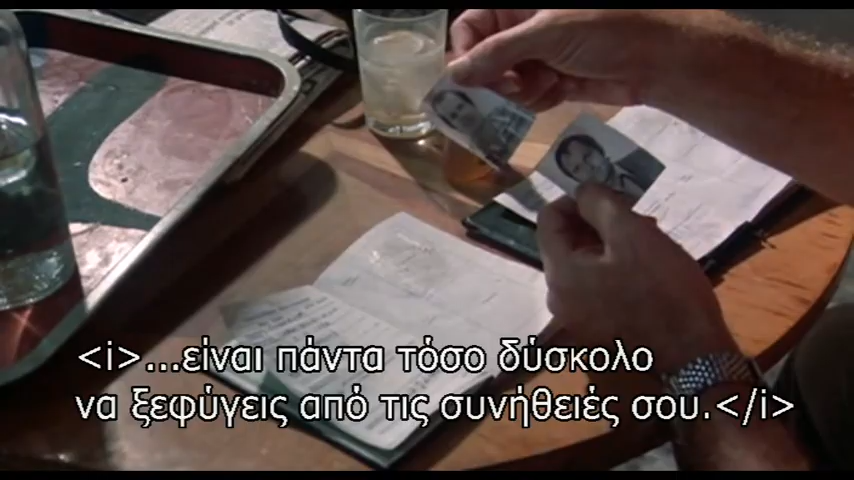 <i>...είναι πάντα τόσο δύσκολο
να ξεφύγεις από τις συνήθειές σου.</i>